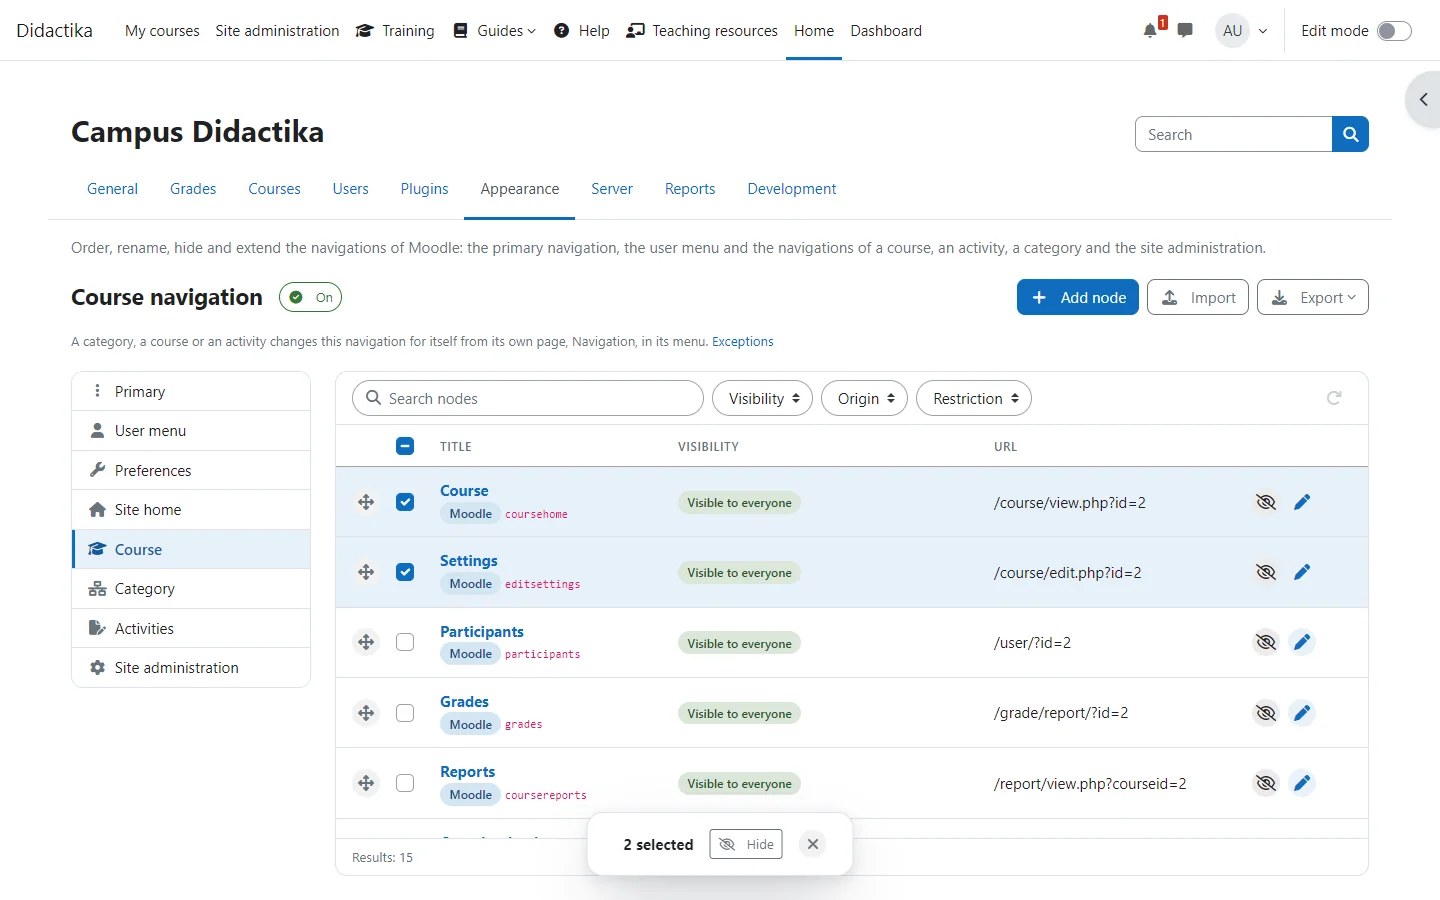 Didactika
My courses
Site administration
Training
Guides
Help
Teaching resources
Home
Dashboard
1
AU
Edit mode
Campus Didactika
Search
General
Grades
Courses
Users
Plugins
Appearance
Server
Reports
Development
Order, rename, hide and extend the navigations of Moodle: the primary navigation, the user menu and the navigations of a course, an activity, a category and the site administration.
Course navigation
On
Add node
Import
Export
A category, a course or an activity changes this navigation for itself from its own page, Navigation, in its menu. Exceptions
Primary
User menu
Preferences
Site home
Course
Category
Activities
Site administration
Search nodes
Visibility
Origin
Restriction
TITLE
VISIBILITY
URL
Course
Moodle coursehome
Visible to everyone
/course/view.php?id=2
Settings
Moodle editsettings
Visible to everyone
/course/edit.php?id=2
Participants
Moodle participants
Visible to everyone
/user/?id=2
Grades
Moodle grades
Visible to everyone
/grade/report/?id=2
Reports
Moodle coursereports
Visible to everyone
/report/view.php?courseid=2
2 selected
Hide
Results: 15